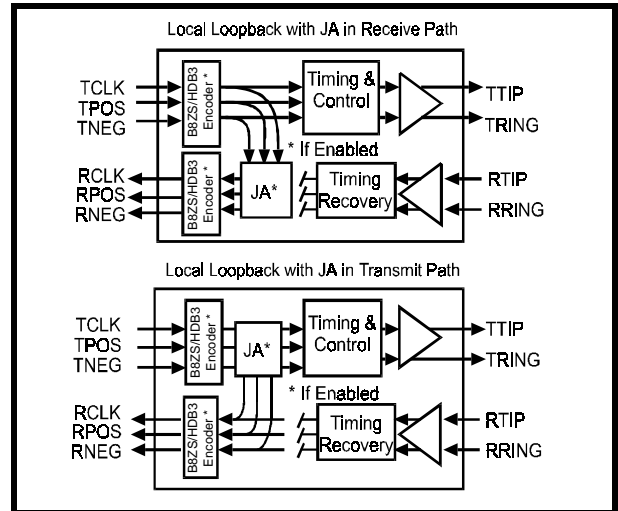 Local Loopback with JA in Receive Path
TCLK
TPOS
TNEG
B8ZS/HDB3
Encoder *
Timing &
Control
TTIP
TRING
* If Enabled
RCLK
RPOS
RNEG
B8ZS/HDB3
Encoder *
JA*
Timing
Recovery
RTIP
RRING
Local Loopback with JA in Transmit Path
TCLK
TPOS
TNEG
B8ZS/HDB3
Encoder *
JA*
Timing &
Control
TTIP
TRING
* If Enabled
RCLK
RPOS
RNEG
B8ZS/HDB3
Encoder *
Timing
Recovery
RTIP
RRING